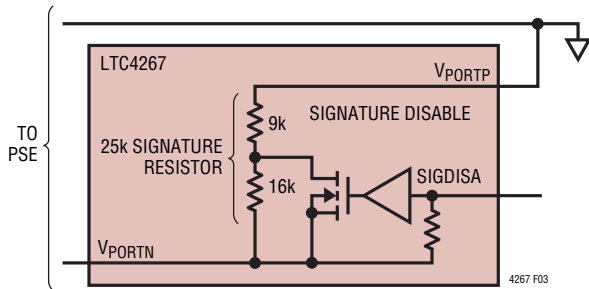 LTC4267
VPORTP
9k
SIGNATURE DISABLE
TO
PSE
25k SIGNATURE
RESISTOR
16k
SIGDISA
VPORTN
4267 F03